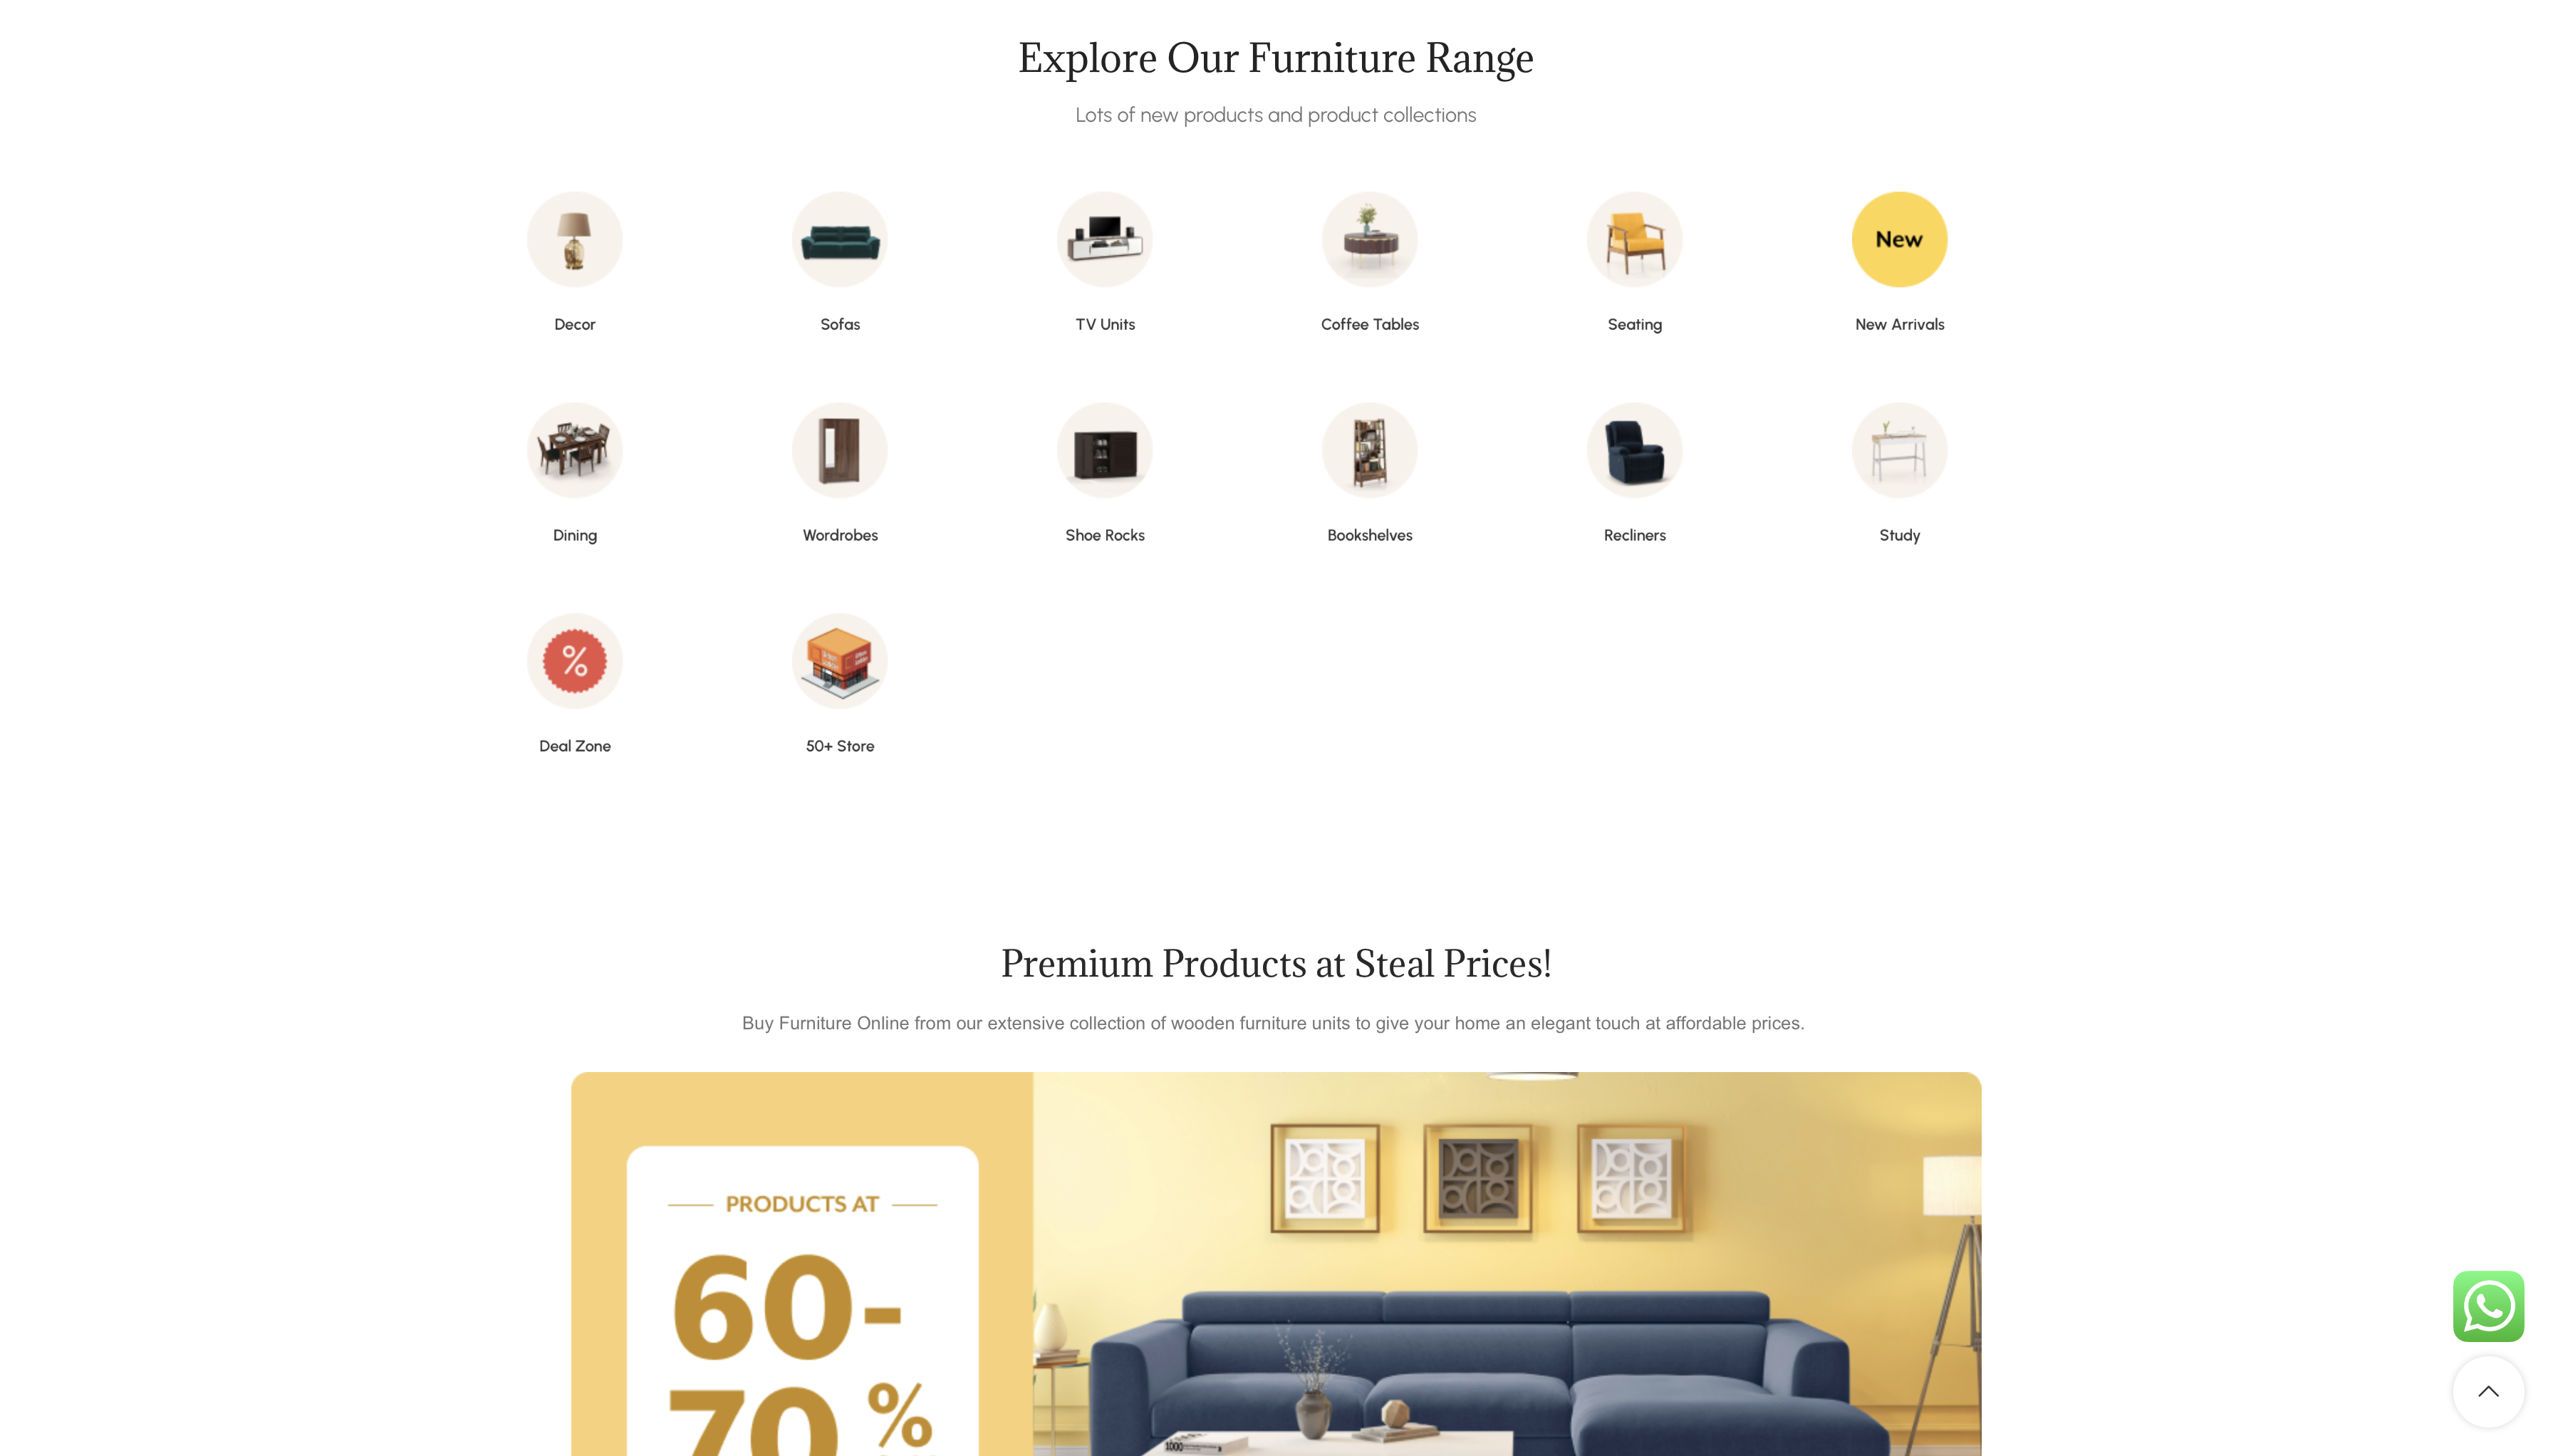 Explore Our Furniture Range
Lots of new products and product collections
New
Decor
Sofas
TV Units
Coffee Tables
Seating
New Arrivals
Dining
Wordrobes
Shoe Rocks
Bookshelves
Recliners
Study
%
Deal Zone
50+ Store
Premium Products at Steal Prices!
Buy Furniture Online from our extensive collection of wooden furniture units to give your home an elegant touch at affordable prices.
PRODUCTS AT
60-
70 %
1000